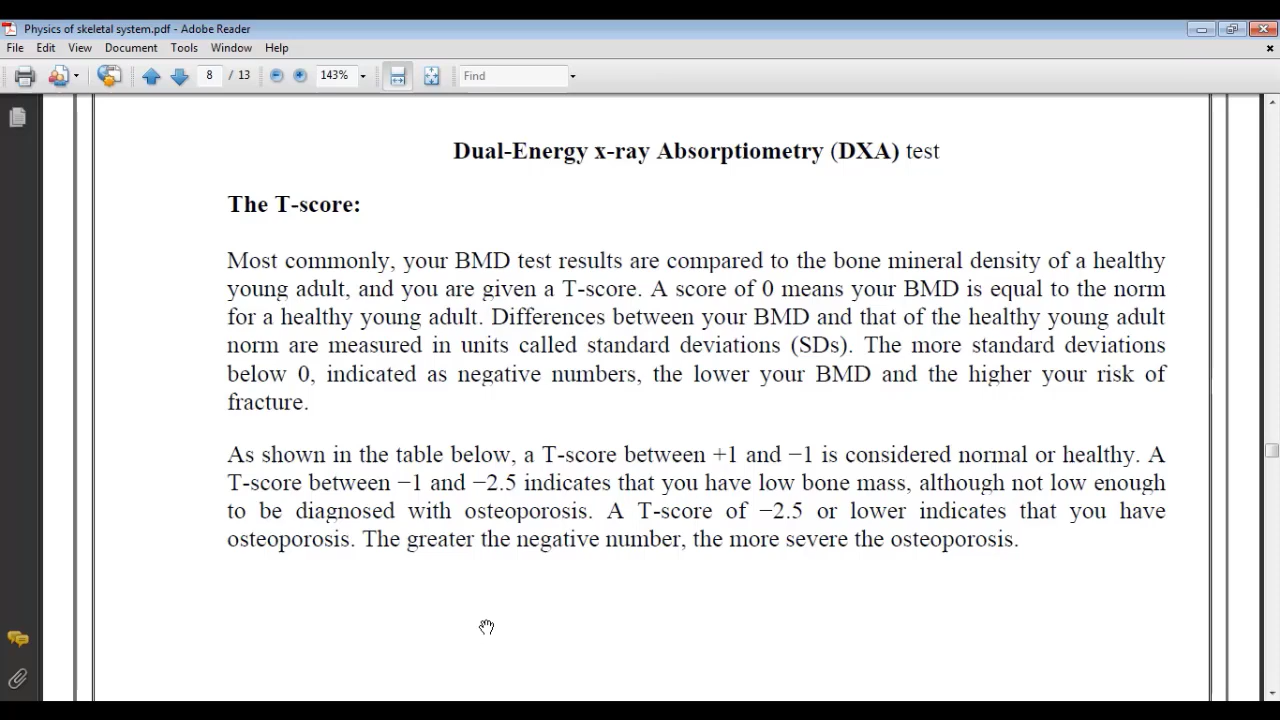 Physics of skeletal system.pdf - Adobe Reader
File Edit View Document Tools Window Help
8 / 13 143% Find
Dual-Energy x-ray Absorptiometry (DXA) test
The T-score:
Most commonly, your BMD test results are compared to the bone mineral density of a healthy
young adult, and you are given a T-score. A score of 0 means your BMD is equal to the norm
for a healthy young adult. Differences between your BMD and that of the healthy young adult
norm are measured in units called standard deviations (SDs). The more standard deviations
below 0, indicated as negative numbers, the lower your BMD and the higher your risk of
fracture.
As shown in the table below, a T-score between +1 and −1 is considered normal or healthy. A
T-score between −1 and −2.5 indicates that you have low bone mass, although not low enough
to be diagnosed with osteoporosis. A T-score of −2.5 or lower indicates that you have
osteoporosis. The greater the negative number, the more severe the osteoporosis.